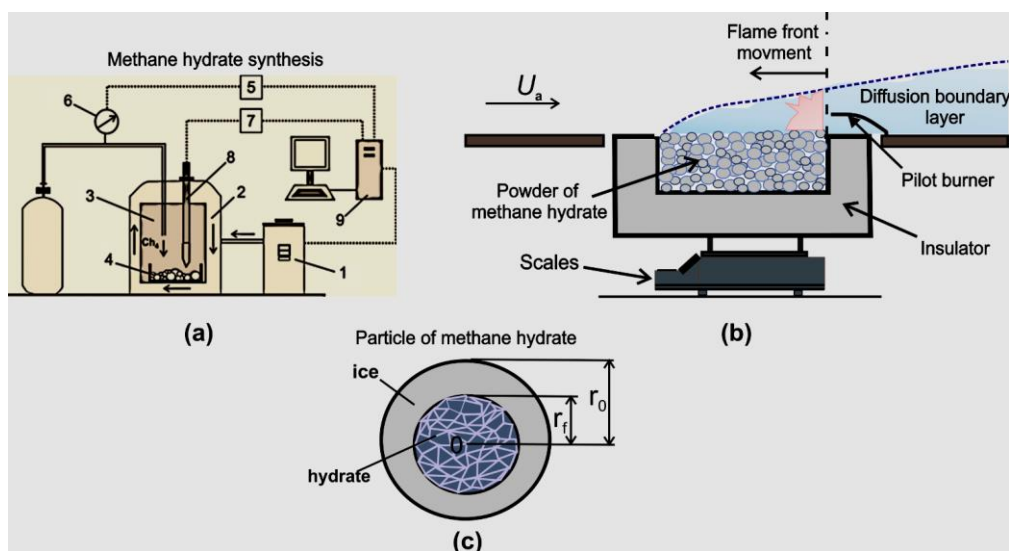 Methane hydrate synthesis
5
6
7
8
3
2
9
Ch₄
4
1
(a)
Flame front
movment
Uₐ
Diffusion boundary
layer
Powder of
methane hydrate
Pilot burner
Insulator
Scales
(b)
Particle of methane hydrate
ice
r₀
r_f
0
hydrate
(c)